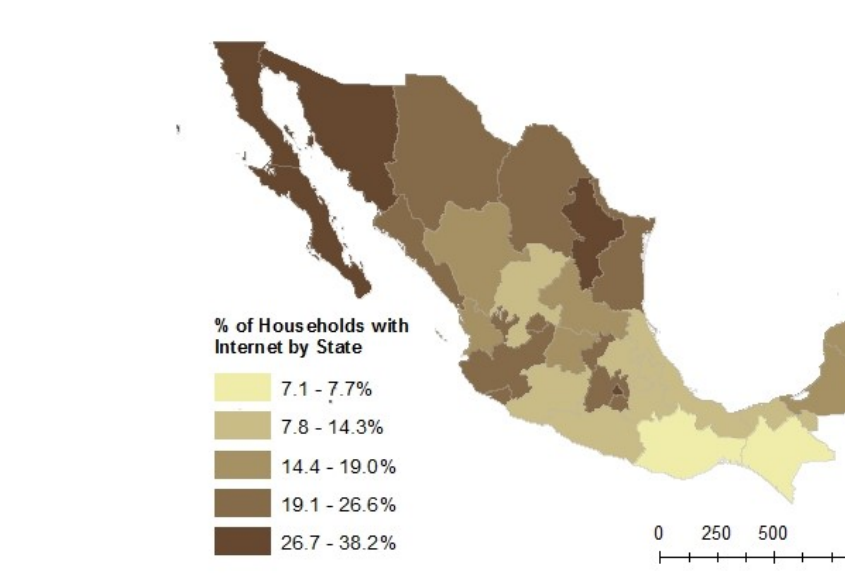 % of Households with
Internet by State
7.1 - 7.7%
7.8 - 14.3%
14.4 - 19.0%
19.1 - 26.6%
26.7 - 38.2%
0 250 500